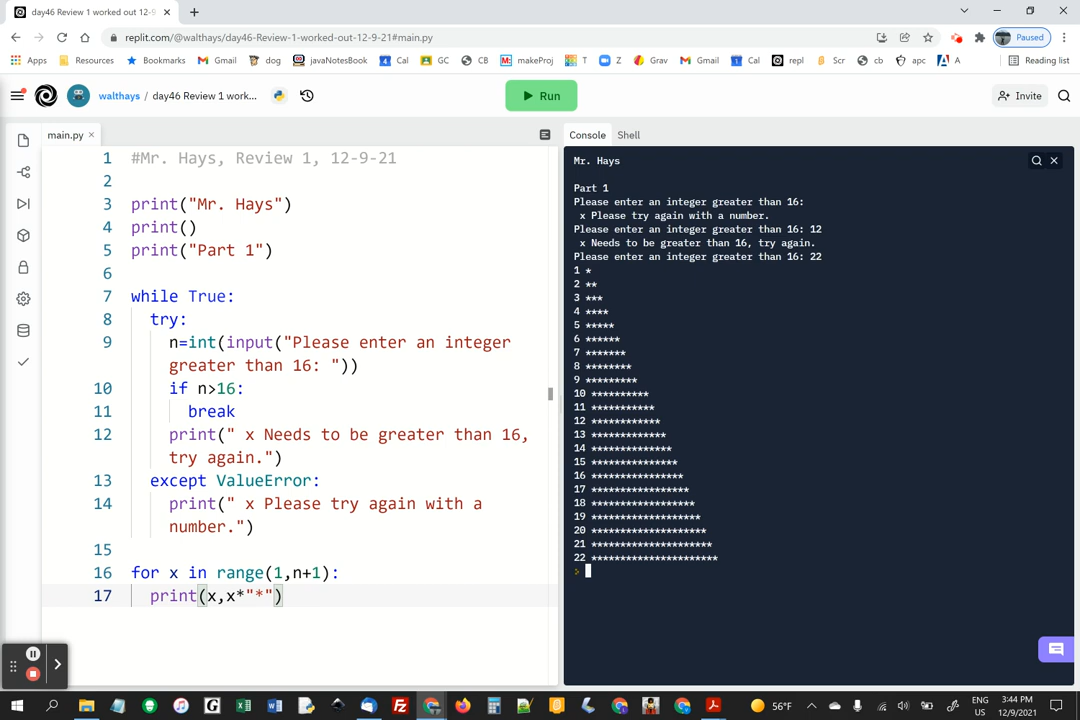 day46 Review 1 worked out 12-9
replit.com/@walthays/day46-Review-1-worked-out-12-9-21#main.py
Paused
Apps Resources Bookmarks Gmail dog javaNotebook Cal GC CB makeProj T Z Grav Gmail Cal repl Scr cb apc A Reading list
walthays / day46 Review 1 work...
Run
Invite
main.py
Console Shell
1 #Mr. Hays, Review 1, 12-9-21
2
3 print("Mr. Hays")
4 print()
5 print("Part 1")
6
7 while True:
8 try:
9 n=int(input("Please enter an integer
greater than 16: "))
10 if n>16:
11 break
12 print(" x Needs to be greater than 16,
try again.")
13 except ValueError:
14 print(" x Please try again with a
number.")
15
16 for x in range(1,n+1):
17 print(x,x*"*")
Mr. Hays
Part 1
Please enter an integer greater than 16:
x Please try again with a number.
Please enter an integer greater than 16: 12
x Needs to be greater than 16, try again.
Please enter an integer greater than 16: 22
1 *
2 **
3 ***
4 ****
5 *****
6 ******
7 *******
8 ********
9 *********
10 **********
11 ***********
12 ************
13 *************
14 **************
15 ***************
16 ****************
17 *****************
18 ******************
19 *******************
20 ********************
21 *********************
22 **********************
56°F
ENG
US
3:44 PM
12/9/2021